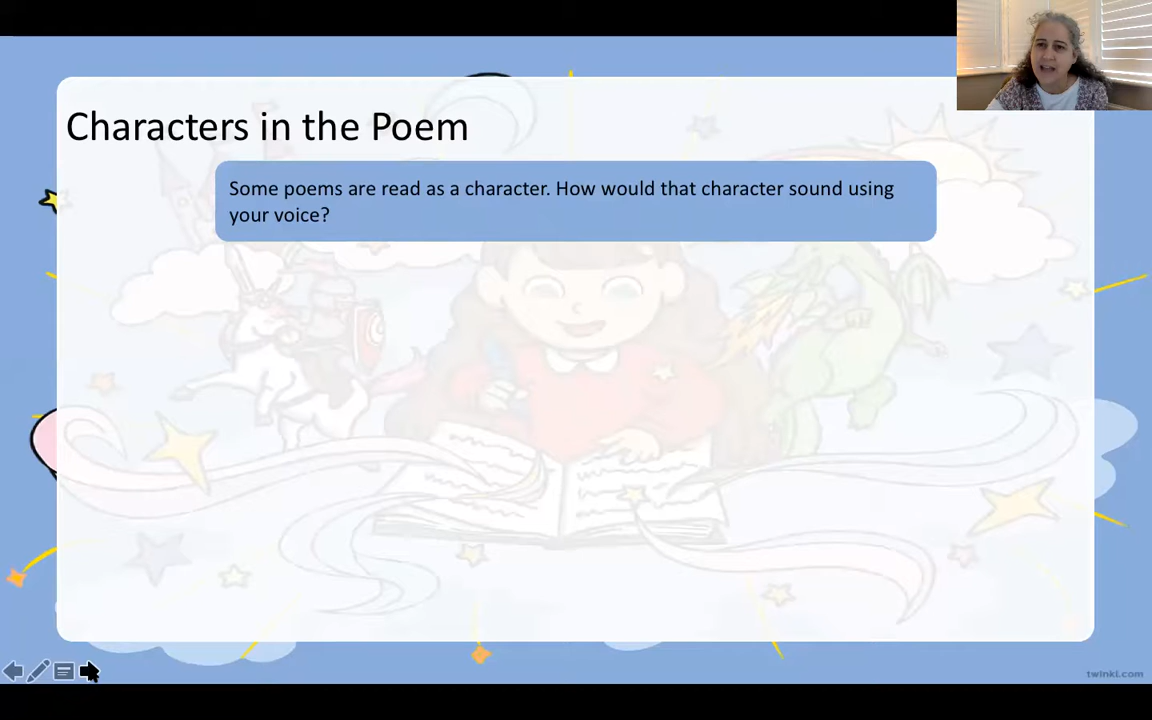 Characters in the Poem
Some poems are read as a character. How would that character sound using
your voice?
twinkl.com